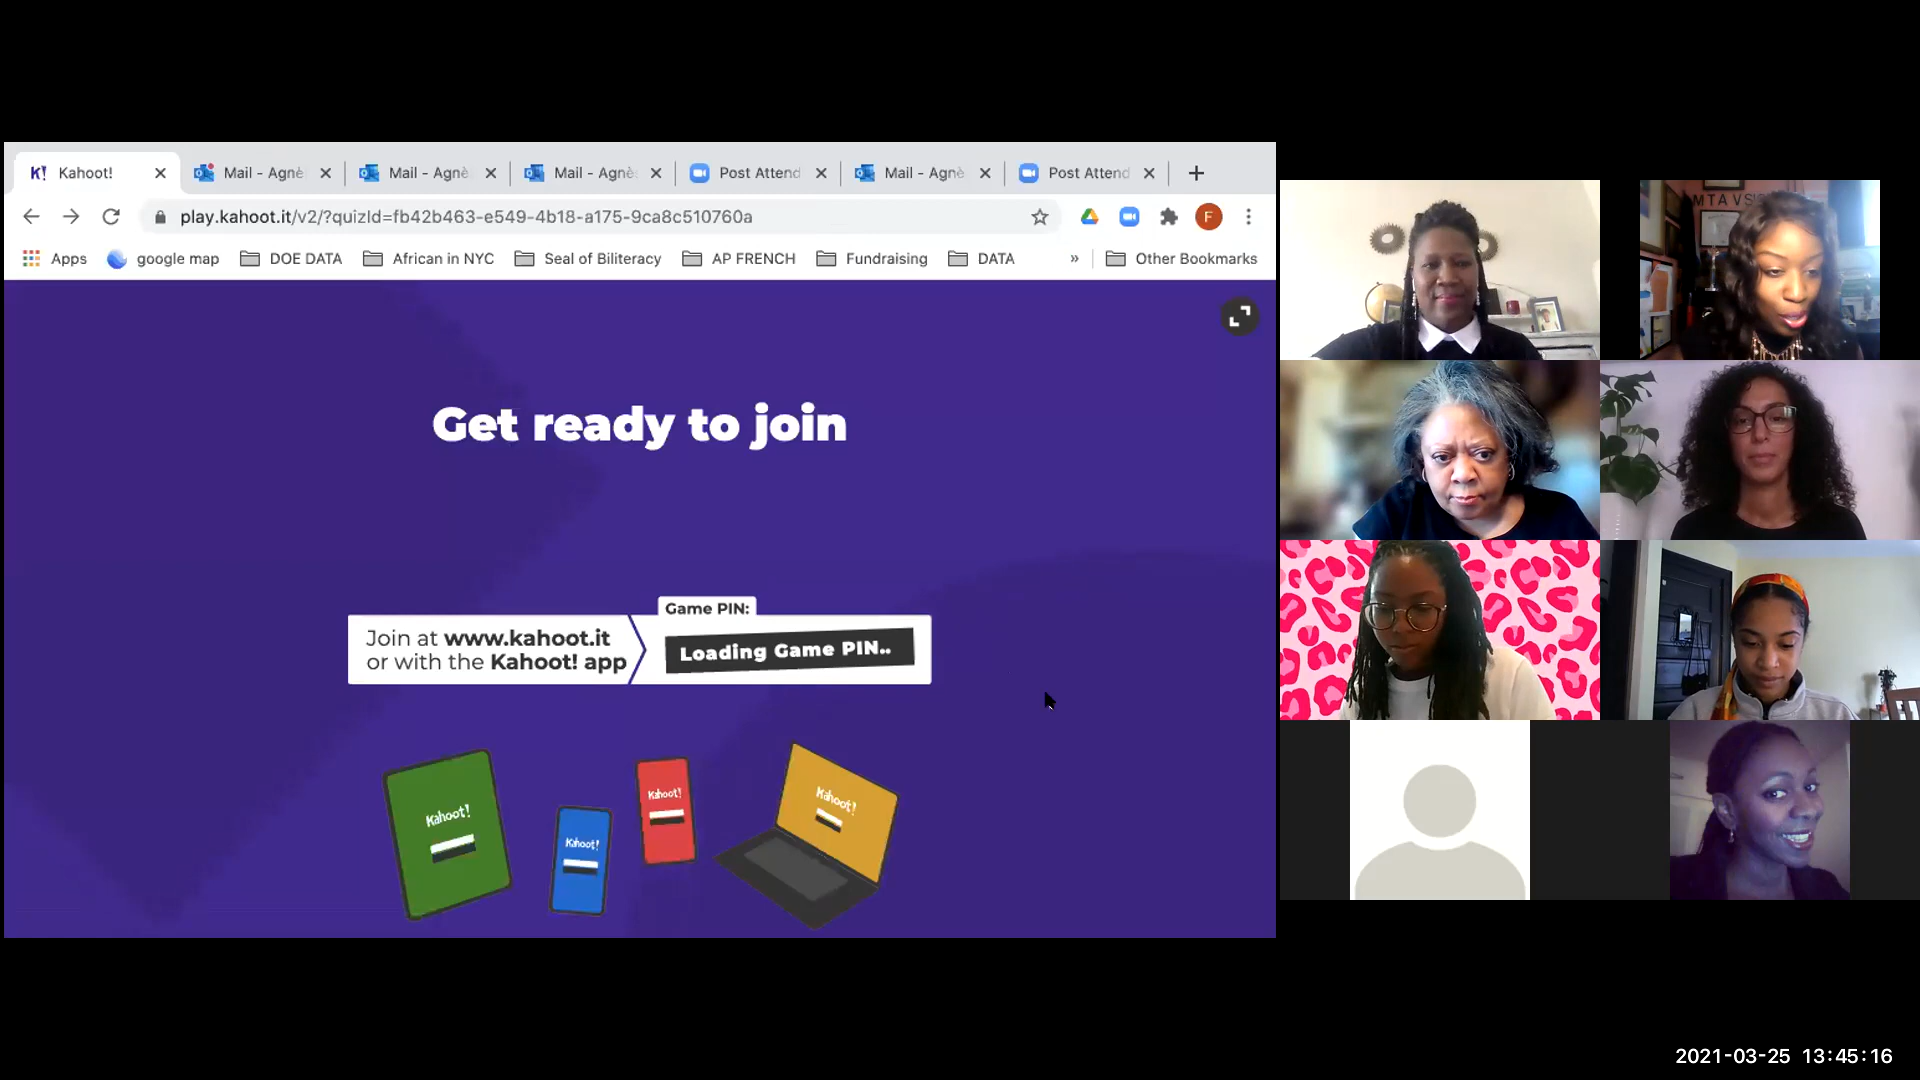 Kahoot!
Mail - Agnè
Mail - Agnè
Mail - Agnè
Post Attend
Mail - Agnè
Post Attend
play.kahoot.it/v2/?quizId=fb42b463-e549-4b18-a175-9ca8c510760a
F
Apps
google map
DOE DATA
African in NYC
Seal of Biliteracy
AP FRENCH
Fundraising
DATA
»
Other Bookmarks
MTA
Get ready to join
Game PIN:
Join at www.kahoot.it
or with the Kahoot! app
Loading Game PIN..
Kahoot!
Kahoot!
Kahoot!
Kahoot!
2021-03-25 13:45:16